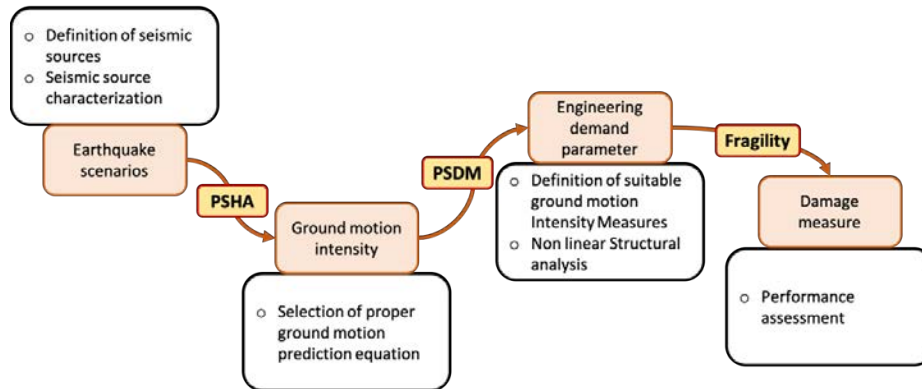 ○ Definition of seismic
sources
○ Seismic source
characterization
Earthquake
scenarios
PSHA
Ground motion
intensity
○ Selection of proper
ground motion
prediction equation
PSDM
Engineering
demand
parameter
○ Definition of suitable
ground motion
Intensity Measures
○ Non linear Structural
analysis
Fragility
Damage
measure
○ Performance
assessment